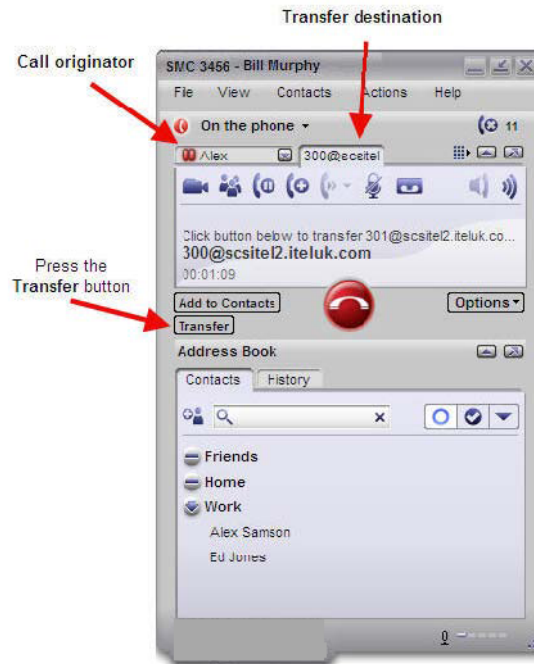 Transfer destination
Call originator
SMC 3456 - Bill Murphy
File View Contacts Actions Help
On the phone 11
Alex 300@scsitel
Click button below to transfer 301@scsitel2.iteluk.co...
300@scsitel2.iteluk.com
00:01:09
Press the
Transfer button
Add to Contacts Options
Transfer
Address Book
Contacts History
Friends
Home
Work
Alex Samson
Ed Jones